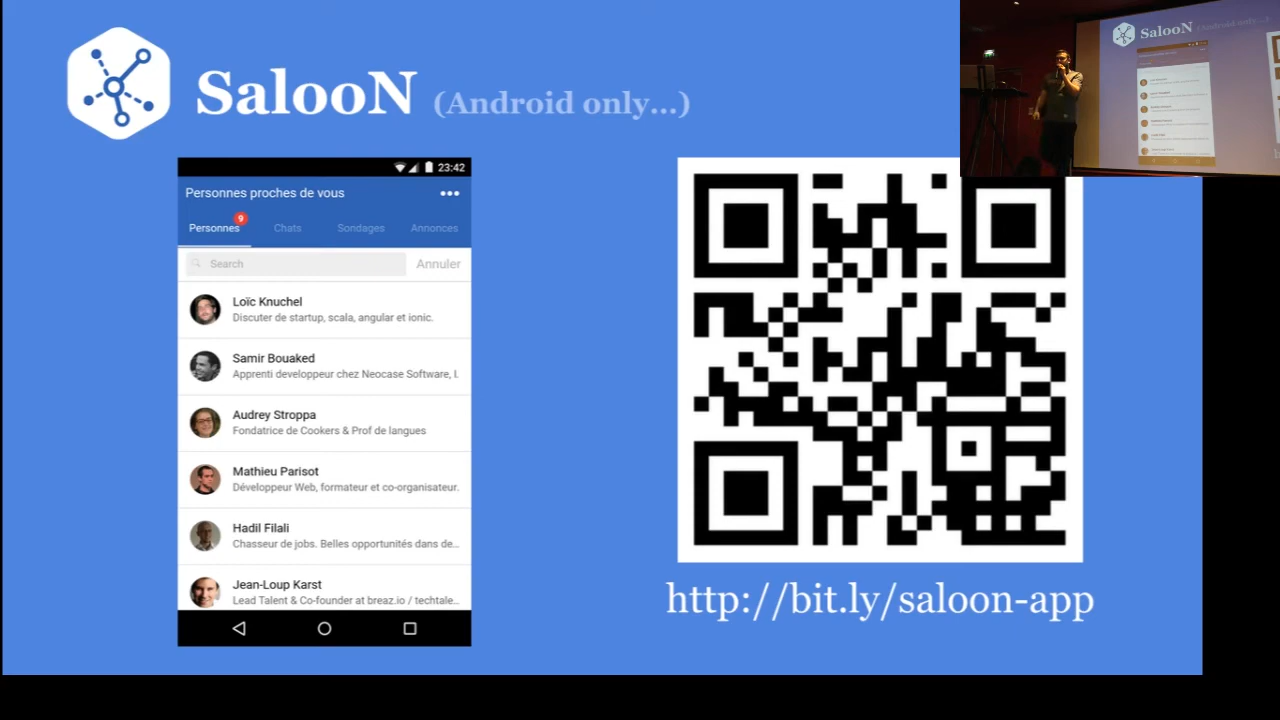 SalooN (Android only...)
23:42
Personnes proches de vous
Personnes 9 Chats Sondages Annonces
Search Annuler
Loïc Knuchel
Discuter de startup, scala, angular et ionic.
Samir Bouaked
Apprenti developpeur chez Neocase Software, I.
Audrey Stroppa
Fondatrice de Cookers & Prof de langues
Mathieu Parisot
Développeur Web, formateur et co-organisateur.
Hadil Filali
Chasseur de jobs. Belles opportunités dans de...
Jean-Loup Karst
Lead Talent & Co-founder at breaz.io / techtale...
http://bit.ly/saloon-app
SalooN (Android only...)